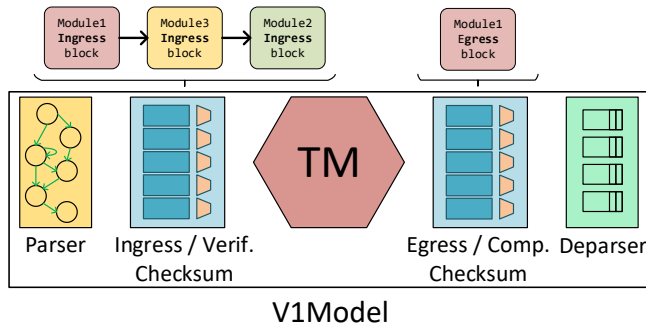 Module1
Ingress
block
Module3
Ingress
block
Module2
Ingress
block
Module1
Egress
block
TM
Parser
Ingress / Verif.
Checksum
Egress / Comp.
Checksum
Deparser
V1Model